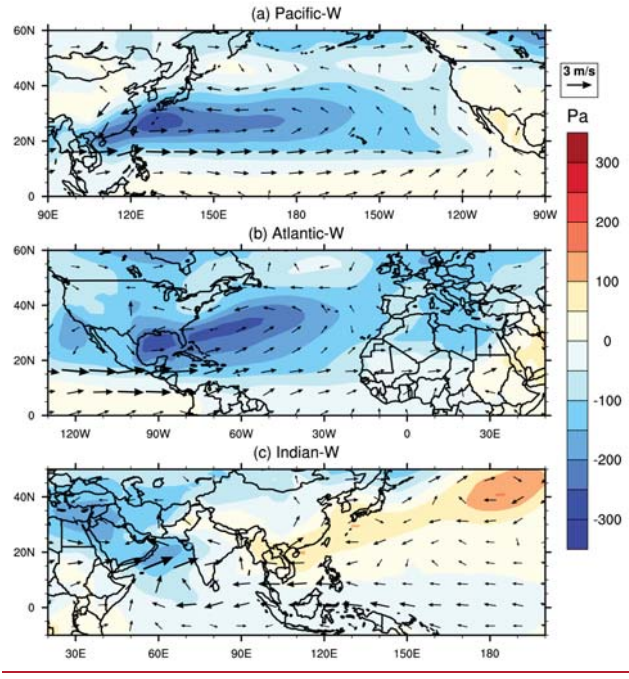 (a) Pacific-W
60N
40N
20N
0
90E 120E 150E 180 150W 120W 90W
3 m/s
Pa
300
200
100
0
-100
-200
-300
(b) Atlantic-W
60N
40N
20N
0
120W 90W 60W 30W 0 30E
(c) Indian-W
40N
20N
0
30E 60E 90E 120E 150E 180